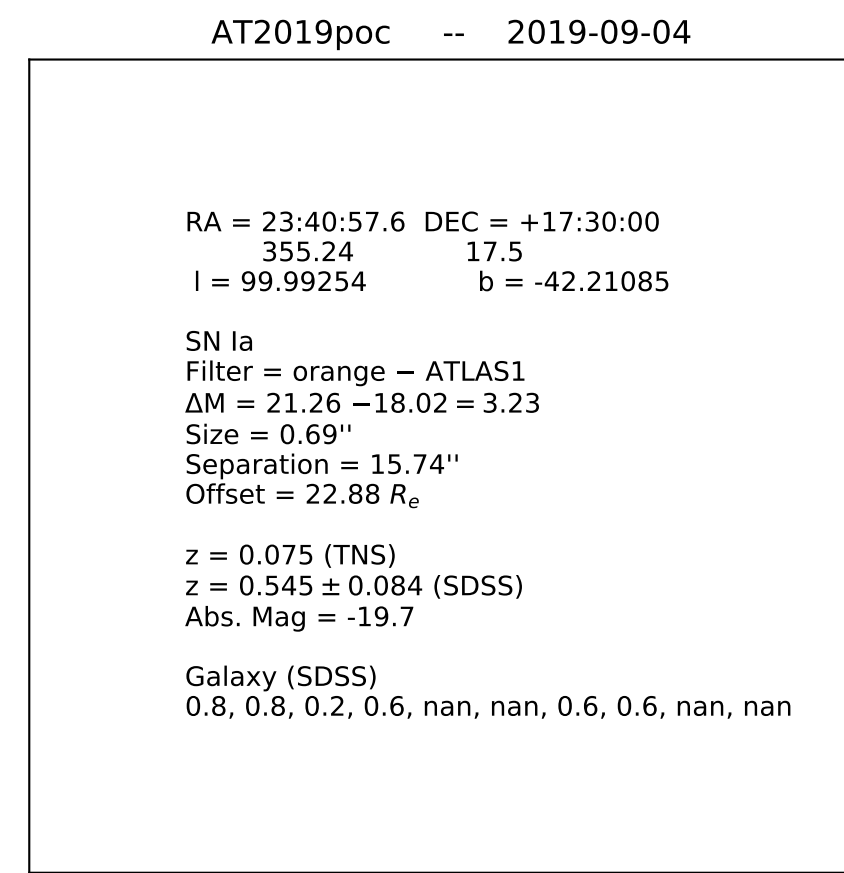 AT2019poc -- 2019-09-04
RA = 23:40:57.6 DEC = +17:30:00
355.24 17.5
l = 99.99254 b = -42.21085
SN Ia
Filter = orange − ATLAS1
ΔM = 21.26 −18.02 = 3.23
Size = 0.69''
Separation = 15.74''
Offset = 22.88 Rₑ
z = 0.075 (TNS)
z = 0.545 ± 0.084 (SDSS)
Abs. Mag = -19.7
Galaxy (SDSS)
0.8, 0.8, 0.2, 0.6, nan, nan, 0.6, 0.6, nan, nan